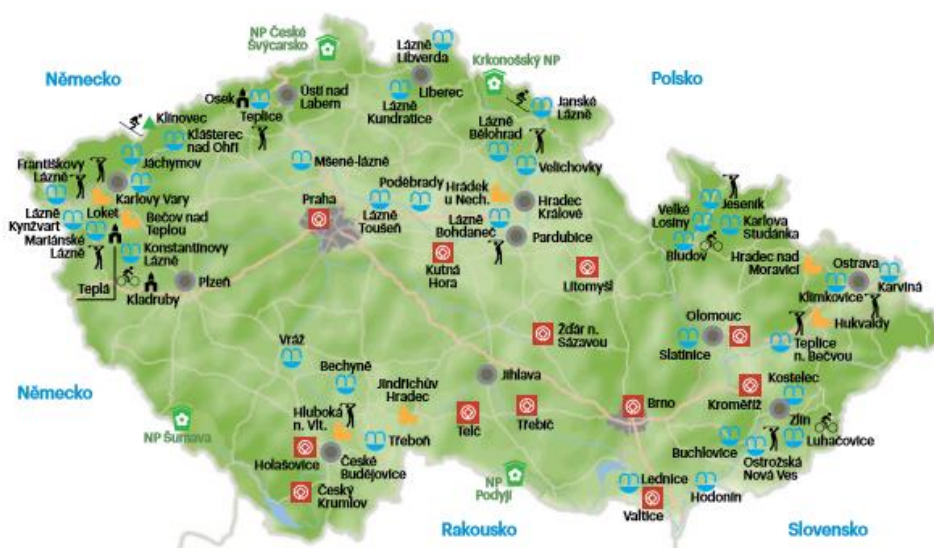 NP České
Švýcarsko
Lázně
Libverda
Krkonošský NP
Německo
Polsko
Osek
Teplice
Ústí nad
Labem
Liberec
Lázně
Kundratice
Janské
Lázně
Klínovec
Klášterec
nad Ohří
Lázně
Bělohrad
Františkovy
Lázně
Jáchymov
Mšené-lázně
Velichovky
Karlovy Vary
Poděbrady
Hrádek
u Nech.
Praha
Hradec
Králové
Jeseník
Lázně
Kynžvart
Loket
Bečov nad
Teplou
Lázně
Toušeň
Lázně
Bohdaneč
Velké
Losiny
Karlova
Studánka
Mariánské
Lázně
Konstantinovy
Lázně
Kutná
Hora
Pardubice
Bludov
Hradec nad
Moravicí
Ostrava
Teplá
Kladruby
Plzeň
Litomyšl
Klimkovice
Karviná
Olomouc
Hukvaldy
Žďár n.
Sázavou
Slatinice
Teplice
n. Bečvou
Vráž
Bechyně
Jihlava
Kostelec
Německo
Jindřichův
Hradec
Brno
Kroměříž
Zlín
NP Šumava
Hluboká
n. Vlt.
Třeboň
Telč
Třebíč
Luhačovice
Buchlovice
Holašovice
České
Budějovice
Ostrožská
Nová Ves
NP
Podyjí
Lednice
Hodonín
Český
Krumlov
Valtice
Rakousko
Slovensko